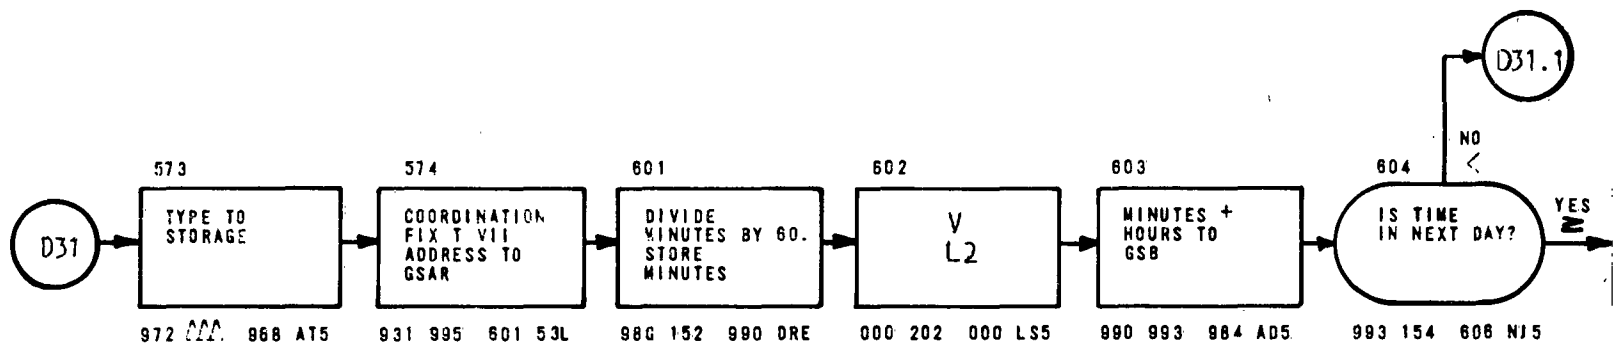 D31
573
TYPE TO
STORAGE
972 968 AT5
574
COORDINATION
FIX T VII
ADDRESS TO
GSAR
931 995 601 53L
601
DIVIDE
MINUTES BY 60.
STORE
MINUTES
980 152 990 DRE
602
V
L2
000 202 000 LS5
603
MINUTES +
HOURS TO
GSB
990 993 984 AD5
604
IS TIME
IN NEXT DAY?
993 154 606 NJ5
NO
<
D31.1
YES
≥